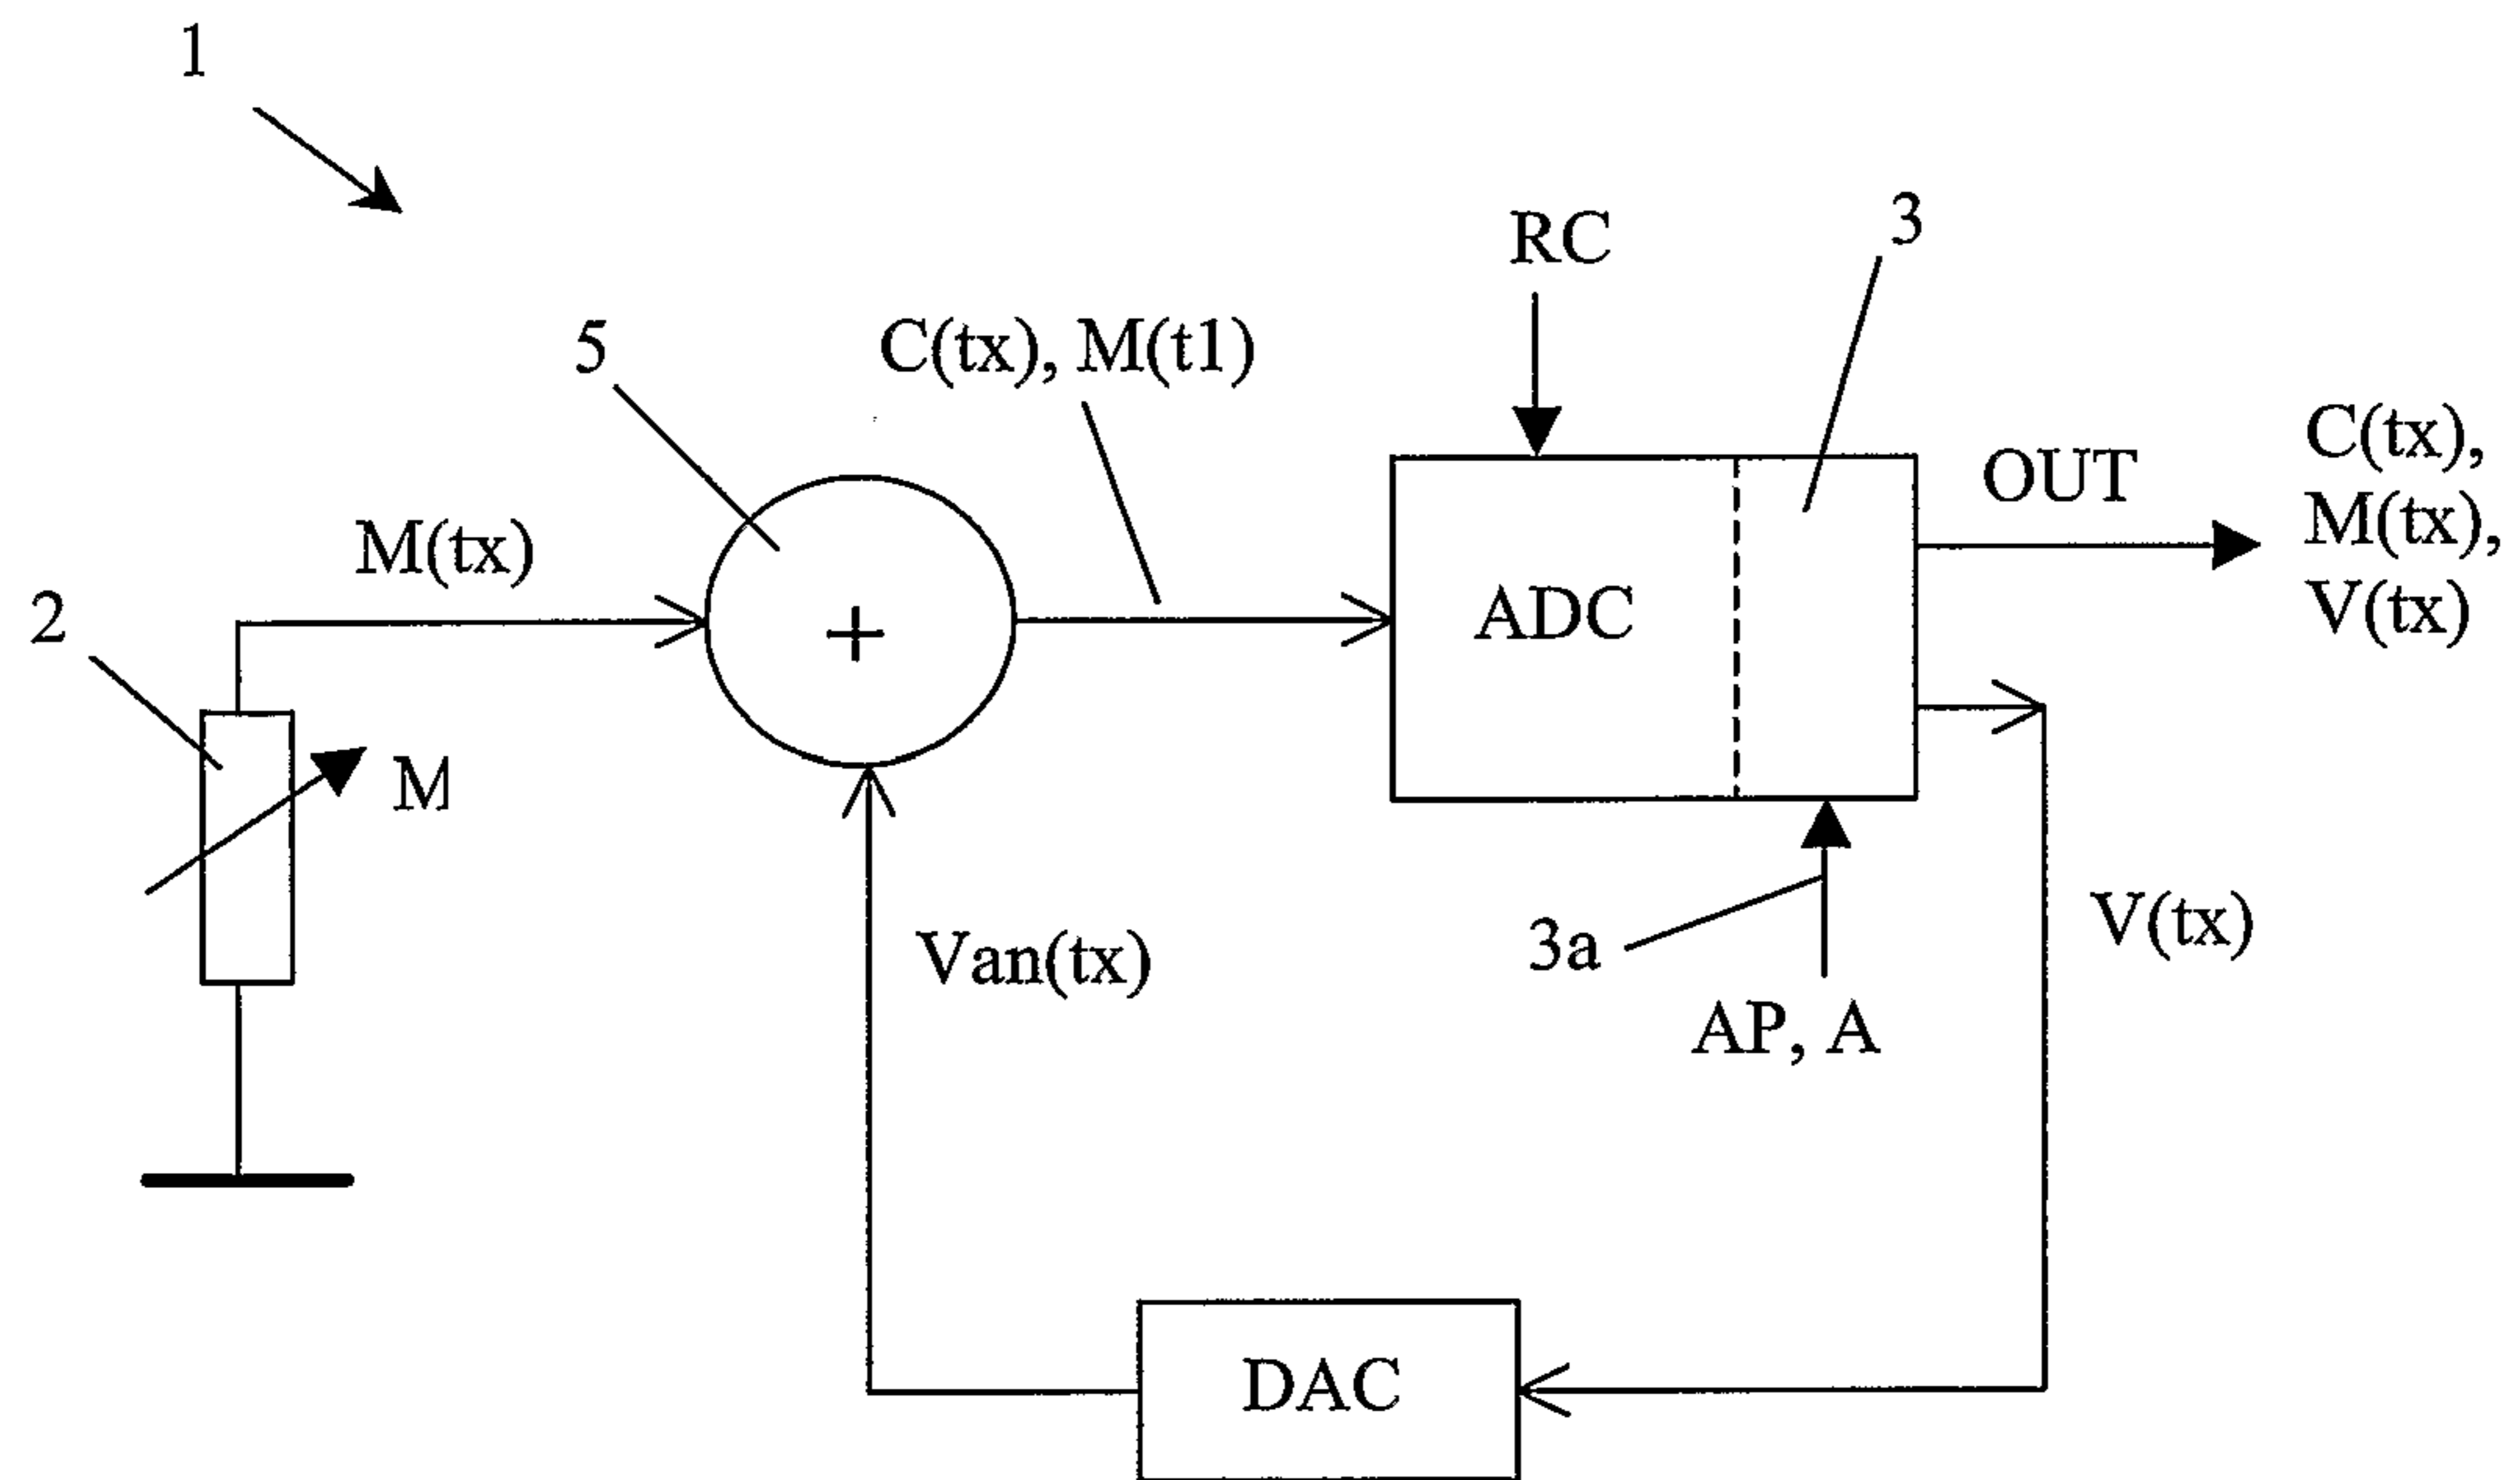 1
RC
3
5
C(tx), M(t1)
C(tx),
M(tx),
V(tx)
OUT
M(tx)
2
ADC
+
M
V(tx)
3a
Van(tx)
AP, A
DAC